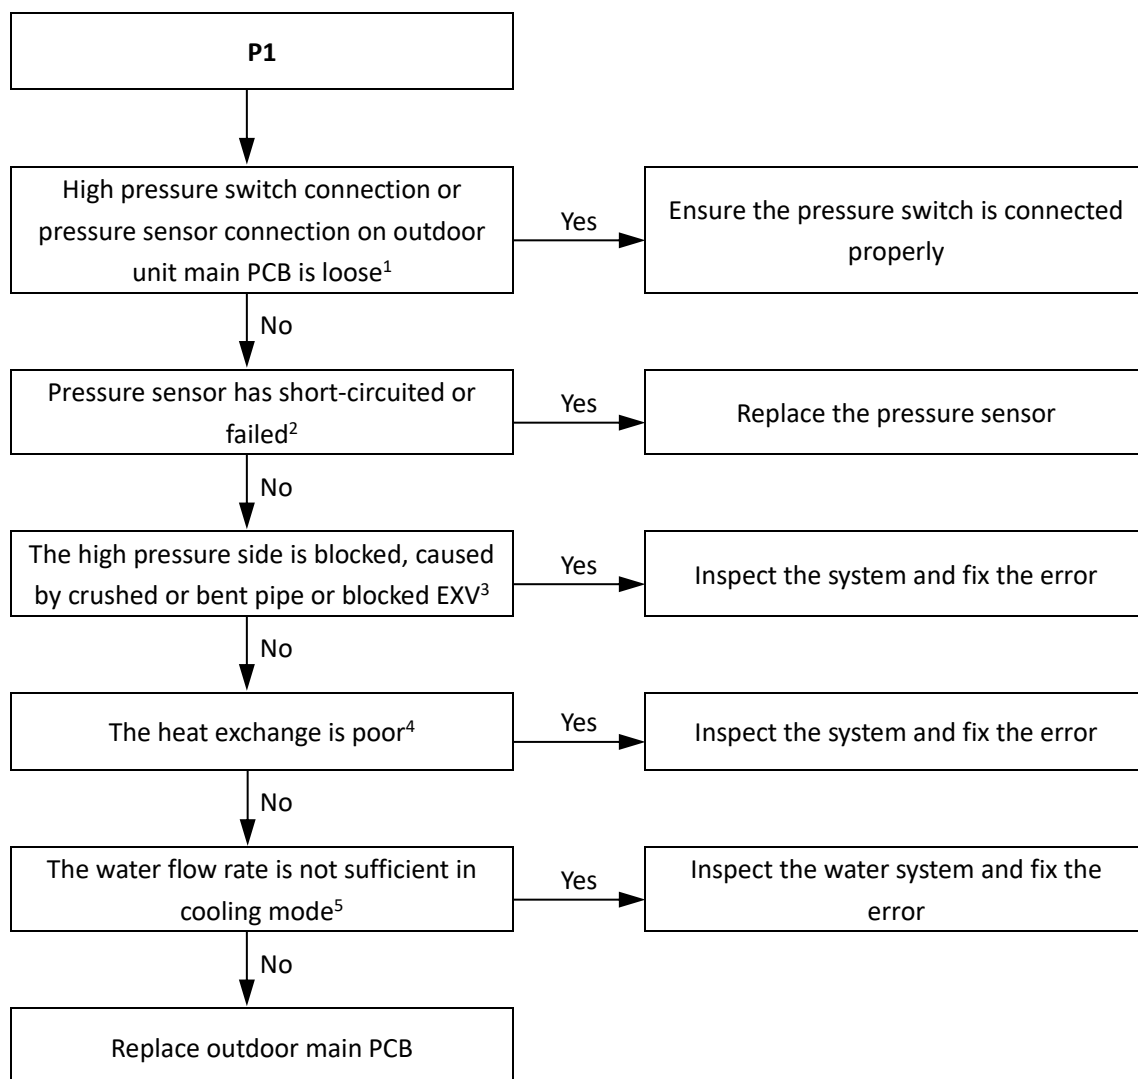 P1
High pressure switch connection or
pressure sensor connection on outdoor
unit main PCB is loose¹
Yes
Ensure the pressure switch is connected
properly
No
Pressure sensor has short-circuited or
failed²
Yes
Replace the pressure sensor
No
The high pressure side is blocked, caused
by crushed or bent pipe or blocked EXV³
Yes
Inspect the system and fix the error
No
The heat exchange is poor⁴
Yes
Inspect the system and fix the error
No
The water flow rate is not sufficient in
cooling mode⁵
Yes
Inspect the water system and fix the
error
No
Replace outdoor main PCB